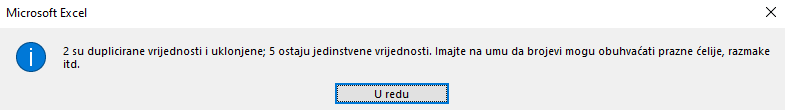 Microsoft Excel
2 su duplicirane vrijednosti i uklonjene; 5 ostaju jedinstvene vrijednosti. Imajte na umu da brojevi mogu obuhvaćati prazne ćelije, razmake
itd.
U redu